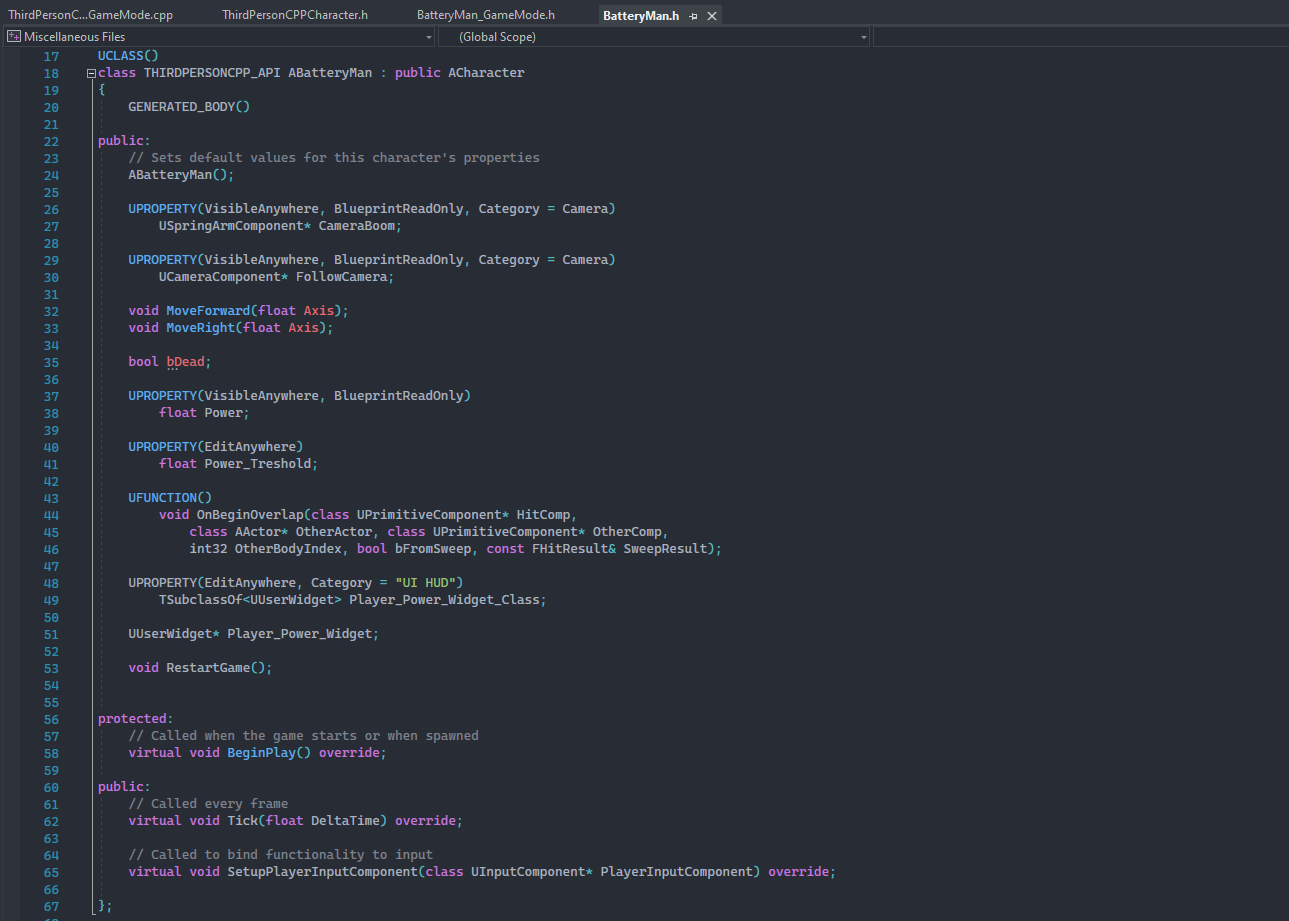 ThirdPersonC...GameMode.cpp ThirdPersonCPPCharacter.h BatteryMan_GameMode.h BatteryMan.h
Miscellaneous Files (Global Scope)
17 UCLASS()
18 class THIRDPERSONCPP_API ABatteryMan : public ACharacter
19 {
20 GENERATED_BODY()
21
22 public:
23 // Sets default values for this character's properties
24 ABatteryMan();
25
26 UPROPERTY(VisibleAnywhere, BlueprintReadOnly, Category = Camera)
27 USpringArmComponent* CameraBoom;
28
29 UPROPERTY(VisibleAnywhere, BlueprintReadOnly, Category = Camera)
30 UCameraComponent* FollowCamera;
31
32 void MoveForward(float Axis);
33 void MoveRight(float Axis);
34
35 bool bDead;
36
37 UPROPERTY(VisibleAnywhere, BlueprintReadOnly)
38 float Power;
39
40 UPROPERTY(EditAnywhere)
41 float Power_Treshold;
42
43 UFUNCTION()
44 void OnBeginOverlap(class UPrimitiveComponent* HitComp,
45 class AActor* OtherActor, class UPrimitiveComponent* OtherComp,
46 int32 OtherBodyIndex, bool bFromSweep, const FHitResult& SweepResult);
47
48 UPROPERTY(EditAnywhere, Category = "UI HUD")
49 TSubclassOf<UUserWidget> Player_Power_Widget_Class;
50
51 UUserWidget* Player_Power_Widget;
52
53 void RestartGame();
54
55
56 protected:
57 // Called when the game starts or when spawned
58 virtual void BeginPlay() override;
59
60 public:
61 // Called every frame
62 virtual void Tick(float DeltaTime) override;
63
64 // Called to bind functionality to input
65 virtual void SetupPlayerInputComponent(class UInputComponent* PlayerInputComponent) override;
66
67 };